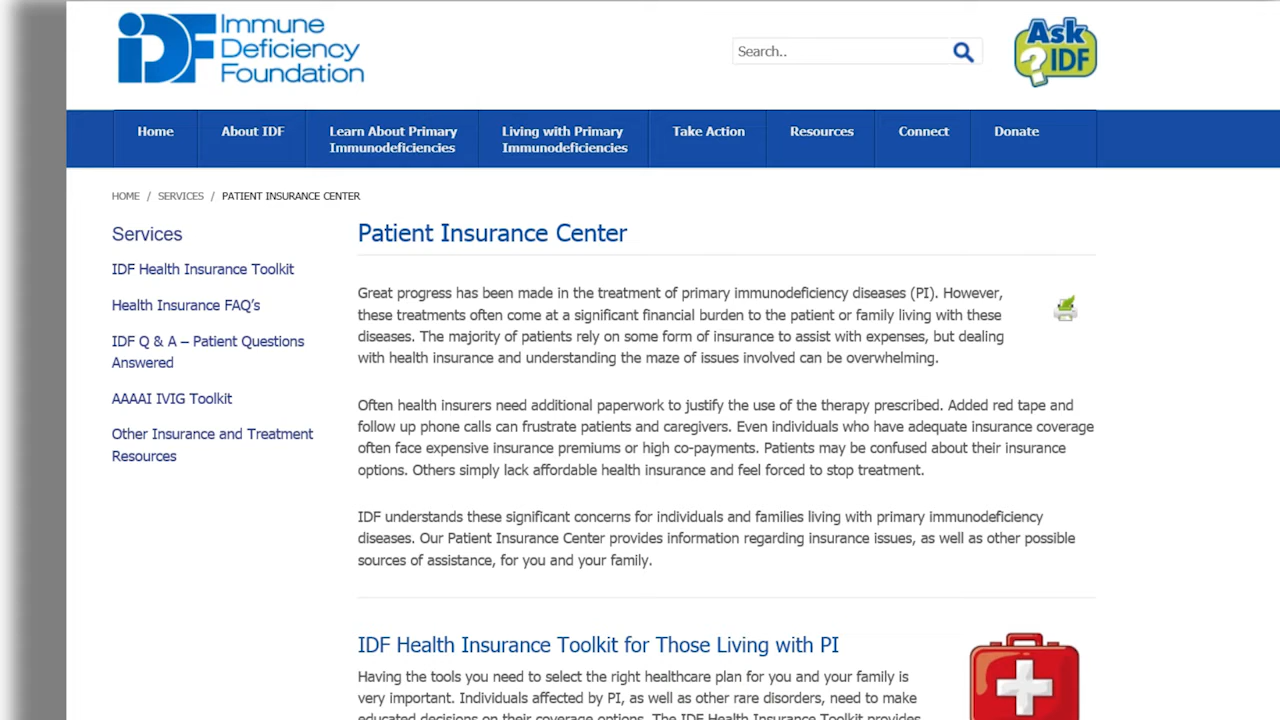 IDF Immune
Deficiency
Foundation
Search..
Ask
? IDF
Home
About IDF
Learn About Primary
Immunodeficiencies
Living with Primary
Immunodeficiencies
Take Action
Resources
Connect
Donate
HOME / SERVICES / PATIENT INSURANCE CENTER
Services
IDF Health Insurance Toolkit
Health Insurance FAQ’s
IDF Q & A – Patient Questions
Answered
AAAAI IVIG Toolkit
Other Insurance and Treatment
Resources
Patient Insurance Center
Great progress has been made in the treatment of primary immunodeficiency diseases (PI). However,
these treatments often come at a significant financial burden to the patient or family living with these
diseases. The majority of patients rely on some form of insurance to assist with expenses, but dealing
with health insurance and understanding the maze of issues involved can be overwhelming.
Often health insurers need additional paperwork to justify the use of the therapy prescribed. Added red tape and
follow up phone calls can frustrate patients and caregivers. Even individuals who have adequate insurance coverage
often face expensive insurance premiums or high co-payments. Patients may be confused about their insurance
options. Others simply lack affordable health insurance and feel forced to stop treatment.
IDF understands these significant concerns for individuals and families living with primary immunodeficiency
diseases. Our Patient Insurance Center provides information regarding insurance issues, as well as other possible
sources of assistance, for you and your family.
IDF Health Insurance Toolkit for Those Living with PI
Having the tools you need to select the right healthcare plan for you and your family is
very important. Individuals affected by PI, as well as other rare disorders, need to make
educated decisions on their coverage options. The IDF Health Insurance Toolkit provides